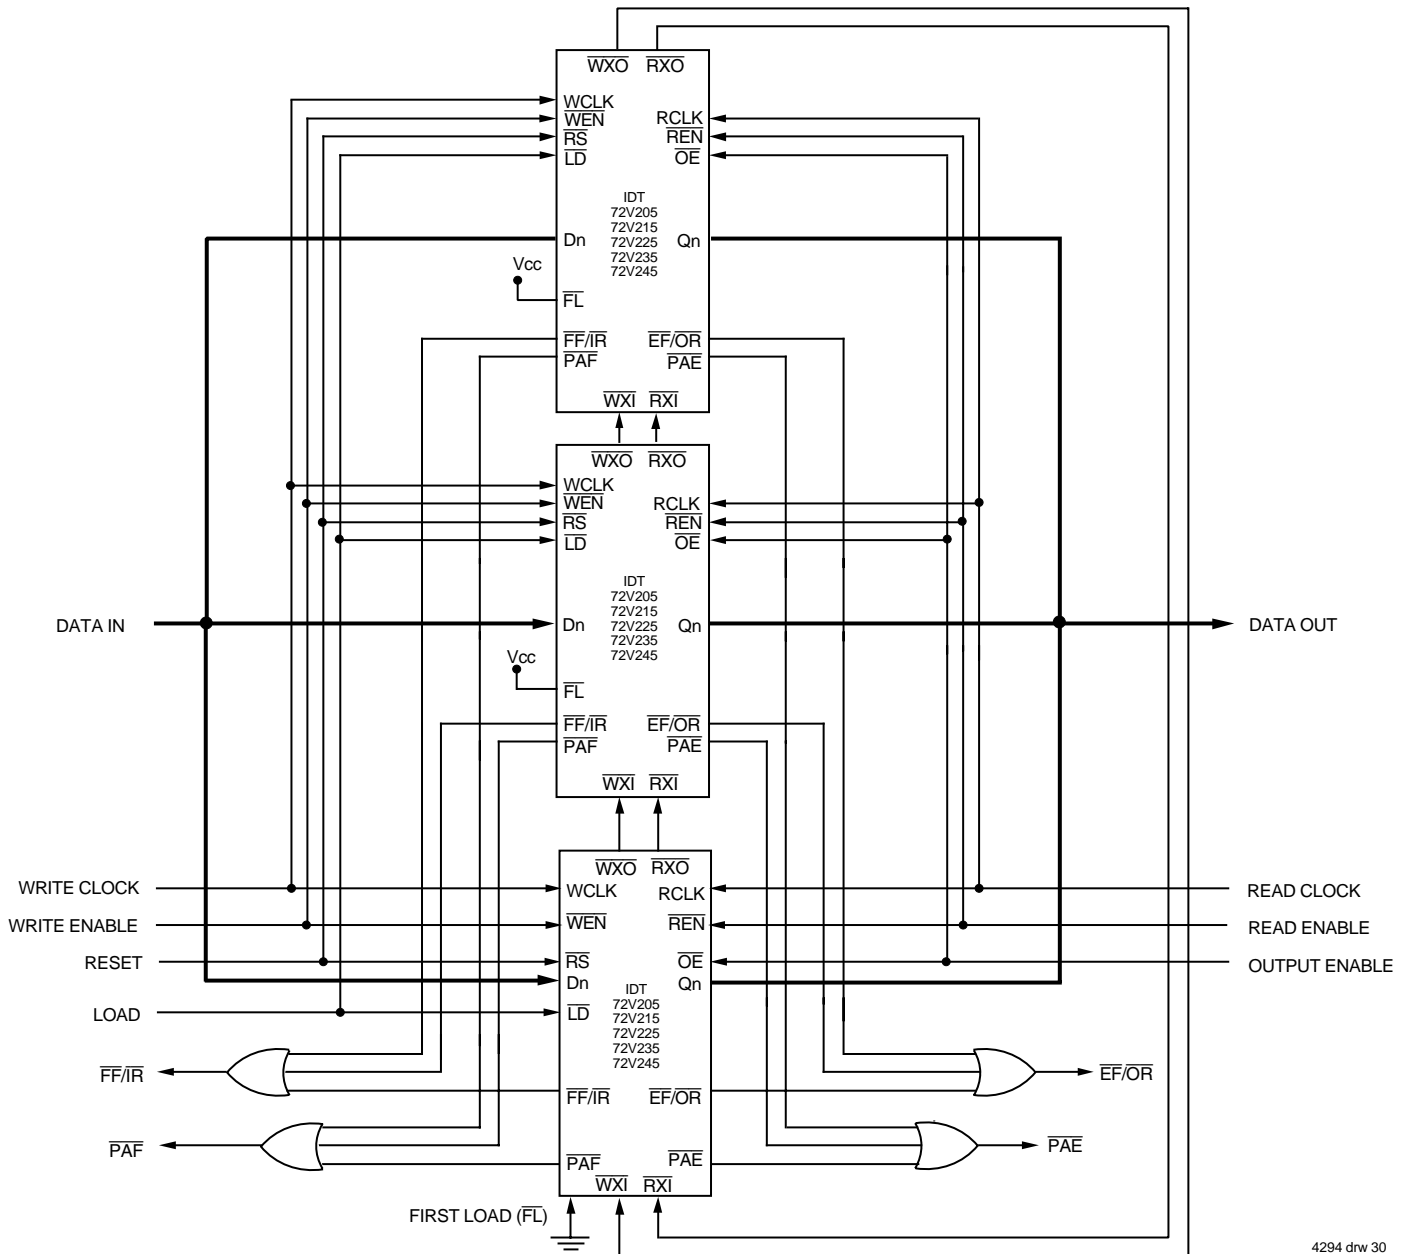 WXO RXO
WCLK
WEN
RS
LD
RCLK
REN
OE
IDT
72V205
72V215
72V225
72V235
72V245
Dn
Qn
Vcc
FL
FF/IR
PAF
EF/OR
PAE
WXI RXI
WXO RXO
WCLK
WEN
RS
LD
RCLK
REN
OE
IDT
72V205
72V215
72V225
72V235
72V245
DATA IN
Dn
Qn
DATA OUT
Vcc
FL
FF/IR
PAF
EF/OR
PAE
WXI RXI
WXO RXO
WRITE CLOCK
WCLK
RCLK
READ CLOCK
WRITE ENABLE
WEN
REN
READ ENABLE
RESET
RS
OE
OUTPUT ENABLE
Dn
Qn
IDT
72V205
72V215
72V225
72V235
72V245
LOAD
LD
FF/IR
EF/OR
FF/IR
EF/OR
PAF
PAE
PAF
PAE
WXI RXI
FIRST LOAD (FL)
4294 drw 30